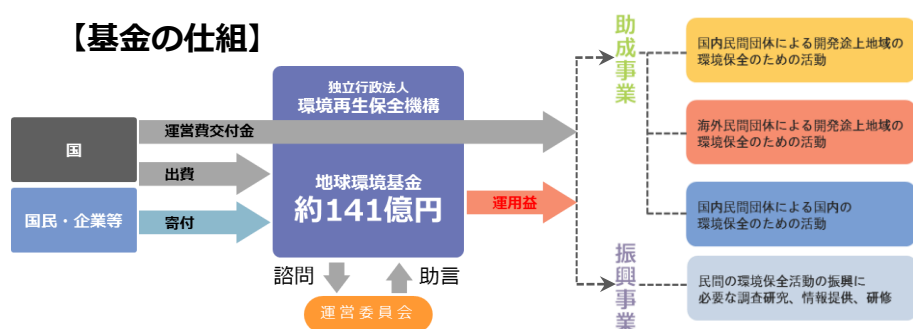 【基金の仕組】
独立行政法人
環境再生保全機構
国
運営費交付金
出費
国民・企業等
寄付
地球環境基金
約141億円
運用益
諮問
助言
運営委員会
助成事業
国内民間団体による開発途上地域の
環境保全のための活動
海外民間団体による開発途上地域の
環境保全のための活動
国内民間団体による国内の
環境保全のための活動
振興事業
民間の環境保全活動の振興に
必要な調査研究、情報提供、研修